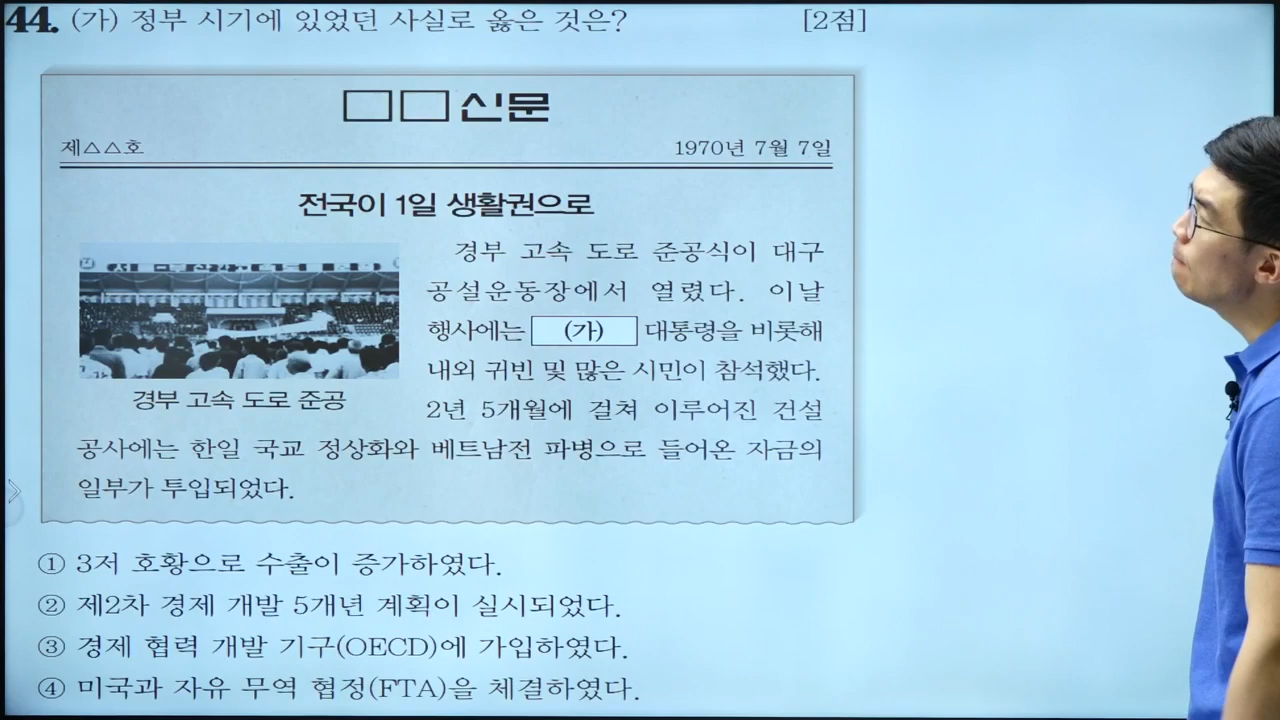 44. (가) 정부 시기에 있었던 사실로 옳은 것은? [2점]
□□신문
제△△호 1970년 7월 7일
전국이 1일 생활권으로
경부 고속 도로 준공식이 대구
공설운동장에서 열렸다. 이날
행사에는 (가) 대통령을 비롯해
내외 귀빈 및 많은 시민이 참석했다.
2년 5개월에 걸쳐 이루어진 건설
경부 고속 도로 준공
공사에는 한일 국교 정상화와 베트남전 파병으로 들어온 자금의
일부가 투입되었다.
① 3저 호황으로 수출이 증가하였다.
② 제2차 경제 개발 5개년 계획이 실시되었다.
③ 경제 협력 개발 기구(OECD)에 가입하였다.
④ 미국과 자유 무역 협정(FTA)을 체결하였다.